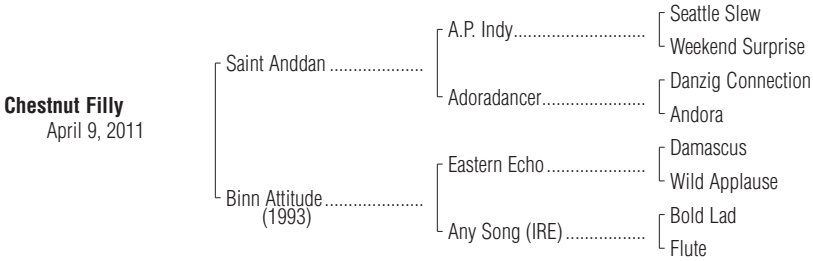 Seattle Slew
A.P. Indy
Weekend Surprise
Saint Anddan
Danzig Connection
Adoradancer
Andora
Chestnut Filly
April 9, 2011
Damascus
Eastern Echo
Wild Applause
Binn Attitude
(1993)
Bold Lad
Any Song (IRE)
Flute